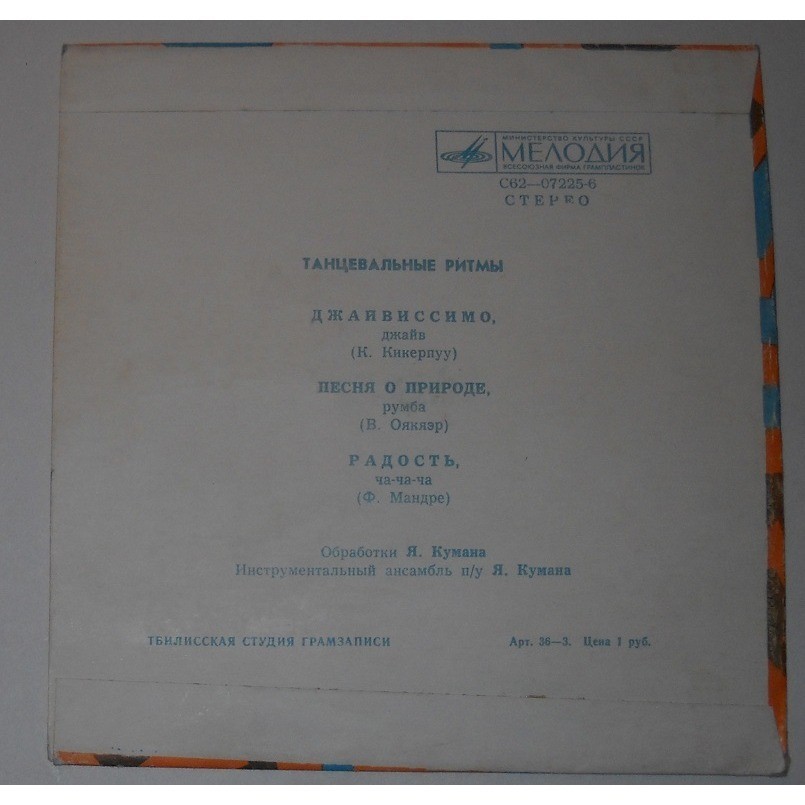 МИНИСТЕРСТВО КУЛЬТУРЫ СССР
МЕЛОДИЯ
ВСЕСОЮЗНАЯ ФИРМА ГРАМПЛАСТИНОК
С62—07225-6
СТЕРЕО
ТАНЦЕВАЛЬНЫЕ РИТМЫ
ДЖАЙВИССИМО,
джайв
(К. Кикерпуу)
ПЕСНЯ О ПРИРОДЕ,
румба
(В. Оякяэр)
РАДОСТЬ,
ча-ча-ча
(Ф. Мандре)
Обработки Я. Кумана
Инструментальный ансамбль п/у Я. Кумана
ТБИЛИССКАЯ СТУДИЯ ГРАМЗАПИСИ
Арт. 36—3. Цена 1 руб.